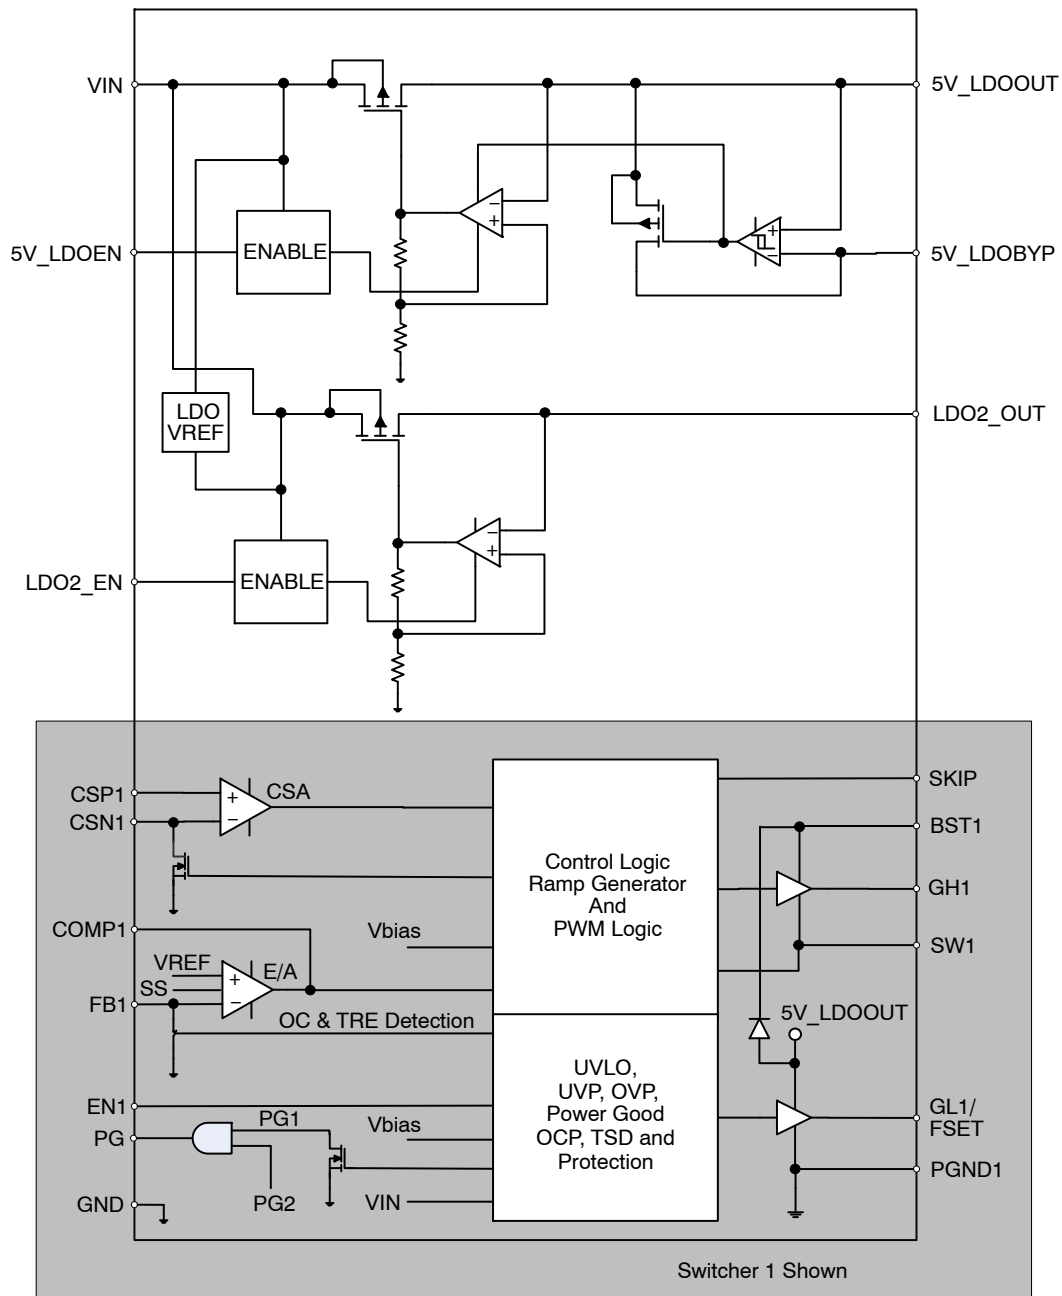 VIN
5V_LDOOUT
5V_LDOEN
ENABLE
−
+
+
−
5V_LDOBYP
LDO
VREF
LDO2_OUT
LDO2_EN
ENABLE
−
+
CSP1
CSN1
+
−
CSA
COMP1
VREF
SS
FB1
+
−
E/A
Vbias
OC & TRE Detection
Control Logic
Ramp Generator
And
PWM Logic
SKIP
BST1
GH1
SW1
5V_LDOOUT
EN1
PG
PG1
PG2
GND
Vbias
VIN
UVLO,
UVP, OVP,
Power Good
OCP, TSD and
Protection
GL1/
FSET
PGND1
Switcher 1 Shown